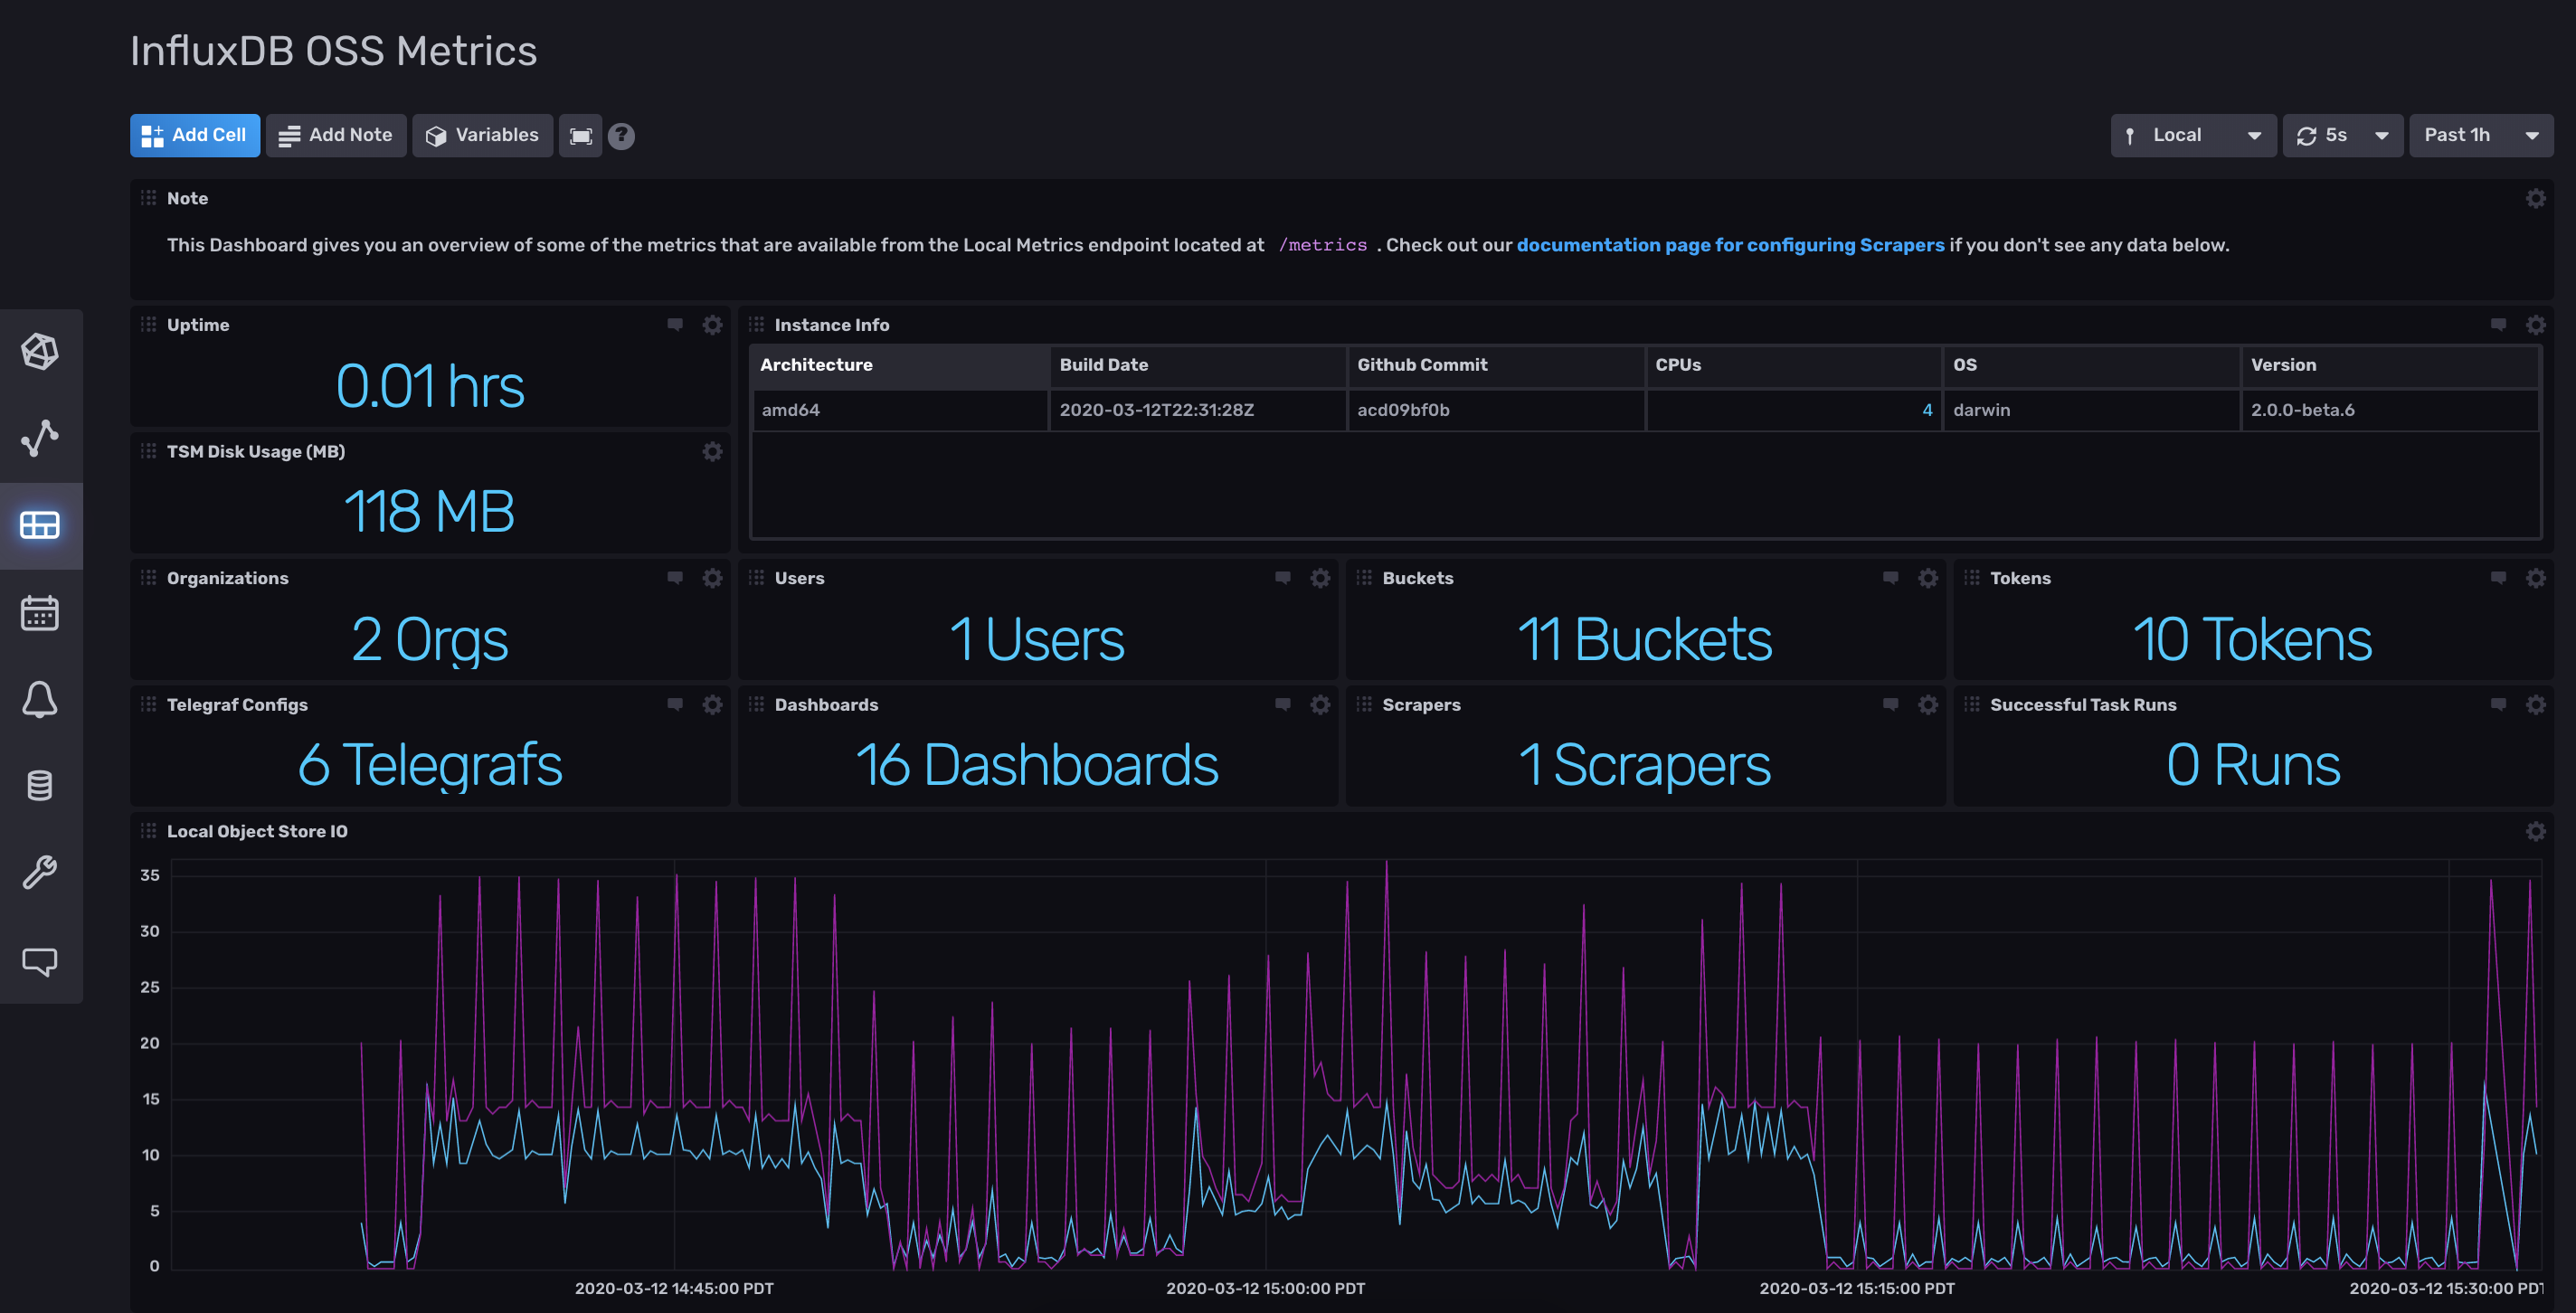 InfluxDB OSS Metrics
Add Cell Add Note Variables ? Local 5s Past 1h
Note
This Dashboard gives you an overview of some of the metrics that are available from the Local Metrics endpoint located at /metrics . Check out our documentation page for configuring Scrapers if you don't see any data below.
Uptime
0.01 hrs
Instance Info
Architecture Build Date Github Commit CPUs OS Version
amd64 2020-03-12T22:31:28Z acd09bf0b 4 darwin 2.0.0-beta.6
TSM Disk Usage (MB)
118 MB
Organizations Users Buckets Tokens
2 Orgs 1 Users 11 Buckets 10 Tokens
Telegraf Configs Dashboards Scrapers Successful Task Runs
6 Telegrafs 16 Dashboards 1 Scrapers 0 Runs
Local Object Store IO
35
30
25
20
15
10
5
0
2020-03-12 14:45:00 PDT 2020-03-12 15:00:00 PDT 2020-03-12 15:15:00 PDT 2020-03-12 15:30:00 PDT